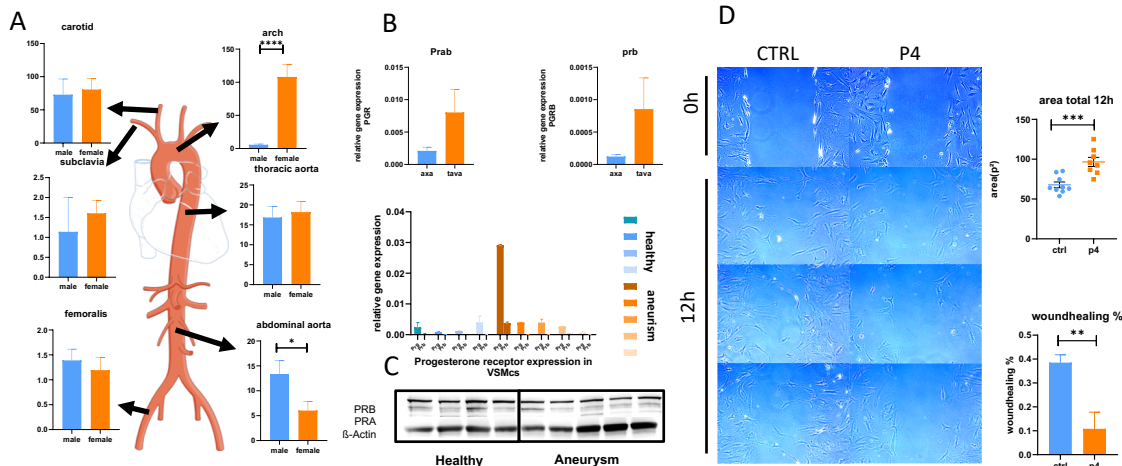 A
carotid
150
100
50
0
male
female
arch
****
150
100
50
0
male
female
subclavia
2.5
2.0
1.5
1.0
0.5
0.0
male
female
thoracic aorta
25
20
15
10
5
0
male
female
femoralis
2.0
1.5
1.0
0.5
0.0
male
female
abdominal aorta
*
20
15
10
5
0
male
female
B
Prab
relative gene expression
PGR
0.015
0.010
0.005
0.000
axa
tava
prb
relative gene expression
PGRB
0.0015
0.0010
0.0005
0.0000
axa
tava
relative gene expression
0.04
0.03
0.02
0.01
0.00
Progesterone receptor expression in
VSMcs
healthy
aneurism
C
PRB
PRA
ß-Actin
Healthy
Aneurysm
D
CTRL
P4
0h
12h
area total 12h
***
area(p²)
150
100
50
0
ctrl
p4
woundhealing %
**
woundhealing %
0.5
0.4
0.3
0.2
0.1
0.0
ctrl
p4